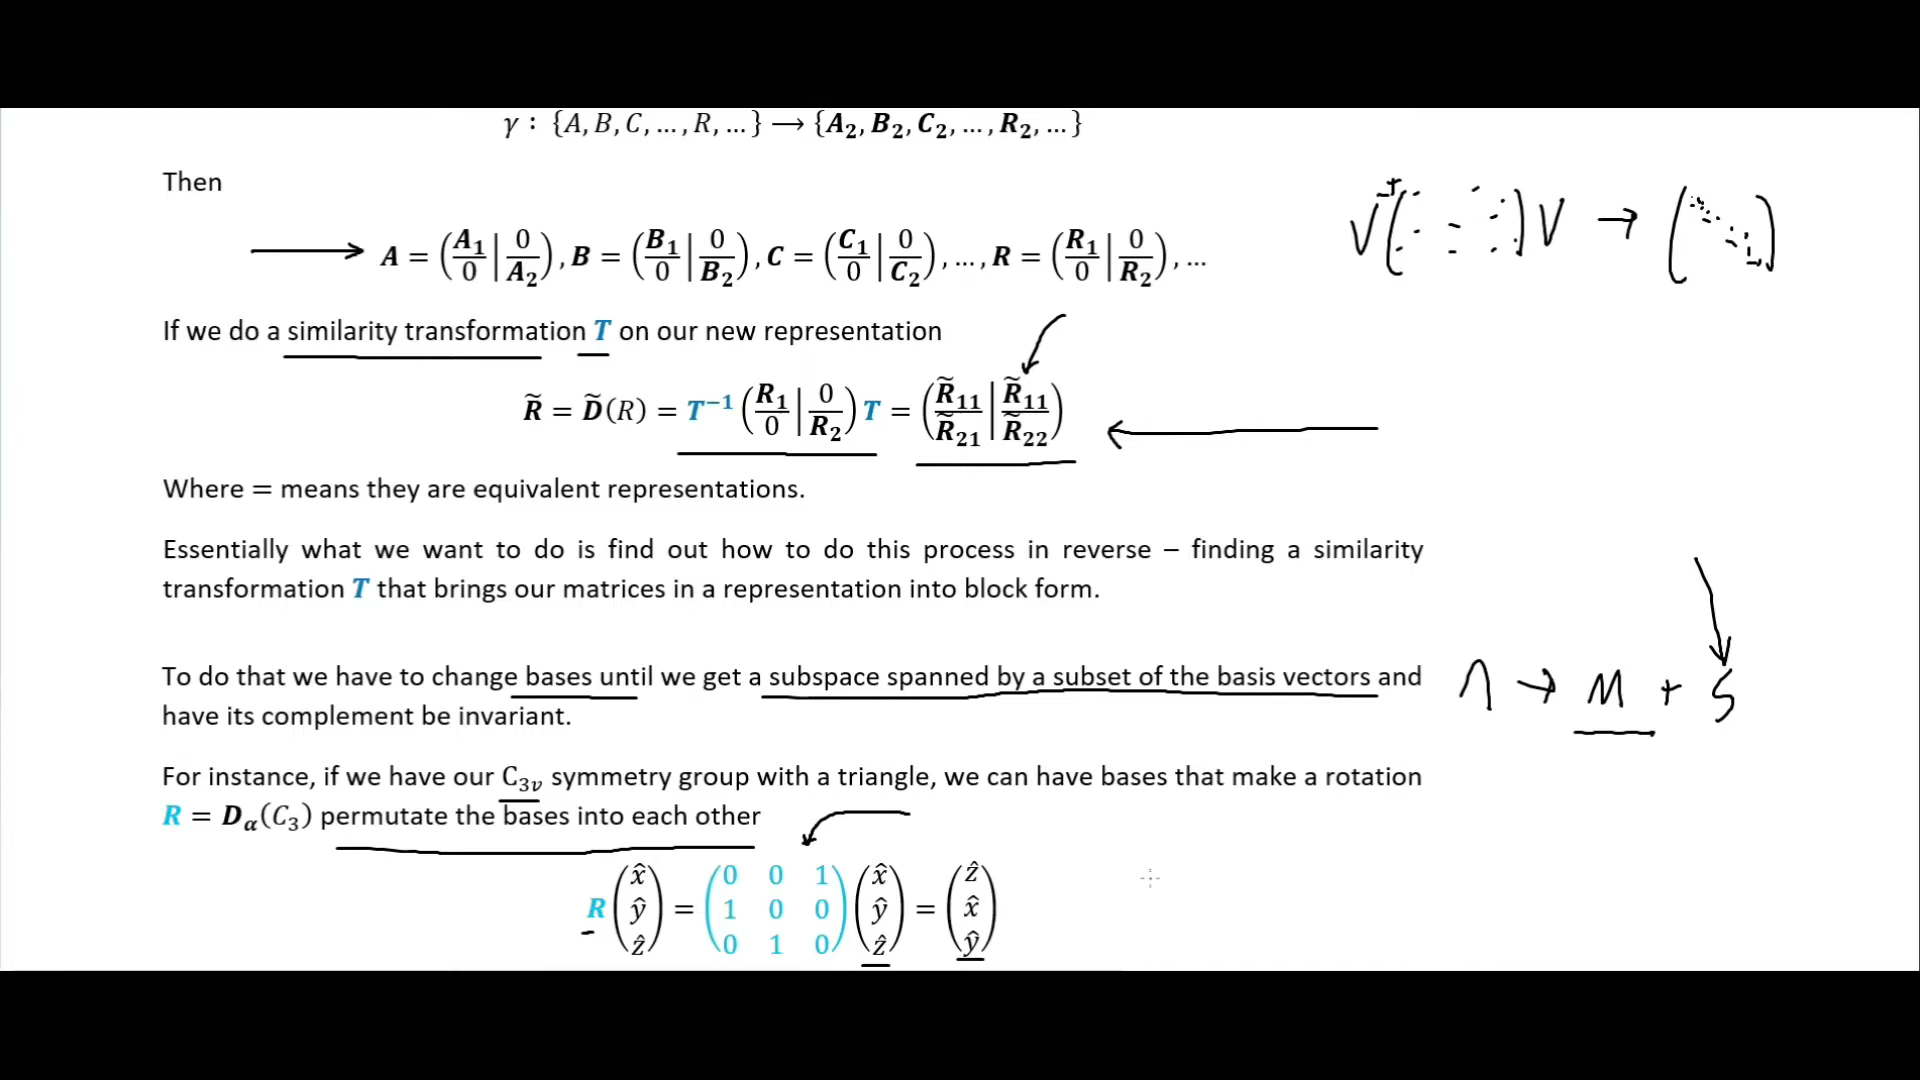 γ : {A, B, C, … , R, … } ⟶ {A₂, B₂, C₂, … , R₂, … }
Then
A = (A₁ | 0 / 0 | A₂), B = (B₁ | 0 / 0 | B₂), C = (C₁ | 0 / 0 | C₂), … , R = (R₁ | 0 / 0 | R₂), …
V⁺( )V → ( )
If we do a similarity transformation T on our new representation
R̃ = D̃(R) = T⁻¹ (R₁ | 0 / 0 | R₂) T = (R̃₁₁ | R̃₁₁ / R̃₂₁ | R̃₂₂)
Where = means they are equivalent representations.
Essentially what we want to do is find out how to do this process in reverse – finding a similarity
transformation T that brings our matrices in a representation into block form.
To do that we have to change bases until we get a subspace spanned by a subset of the basis vectors and
Λ → M + S
have its complement be invariant.
For instance, if we have our C₃ᵥ symmetry group with a triangle, we can have bases that make a rotation
R = D_α(C₃) permutate the bases into each other
R (x̂ / ŷ / ẑ) = (0 0 1 / 1 0 0 / 0 1 0) (x̂ / ŷ / ẑ) = (ẑ / x̂ / ŷ)